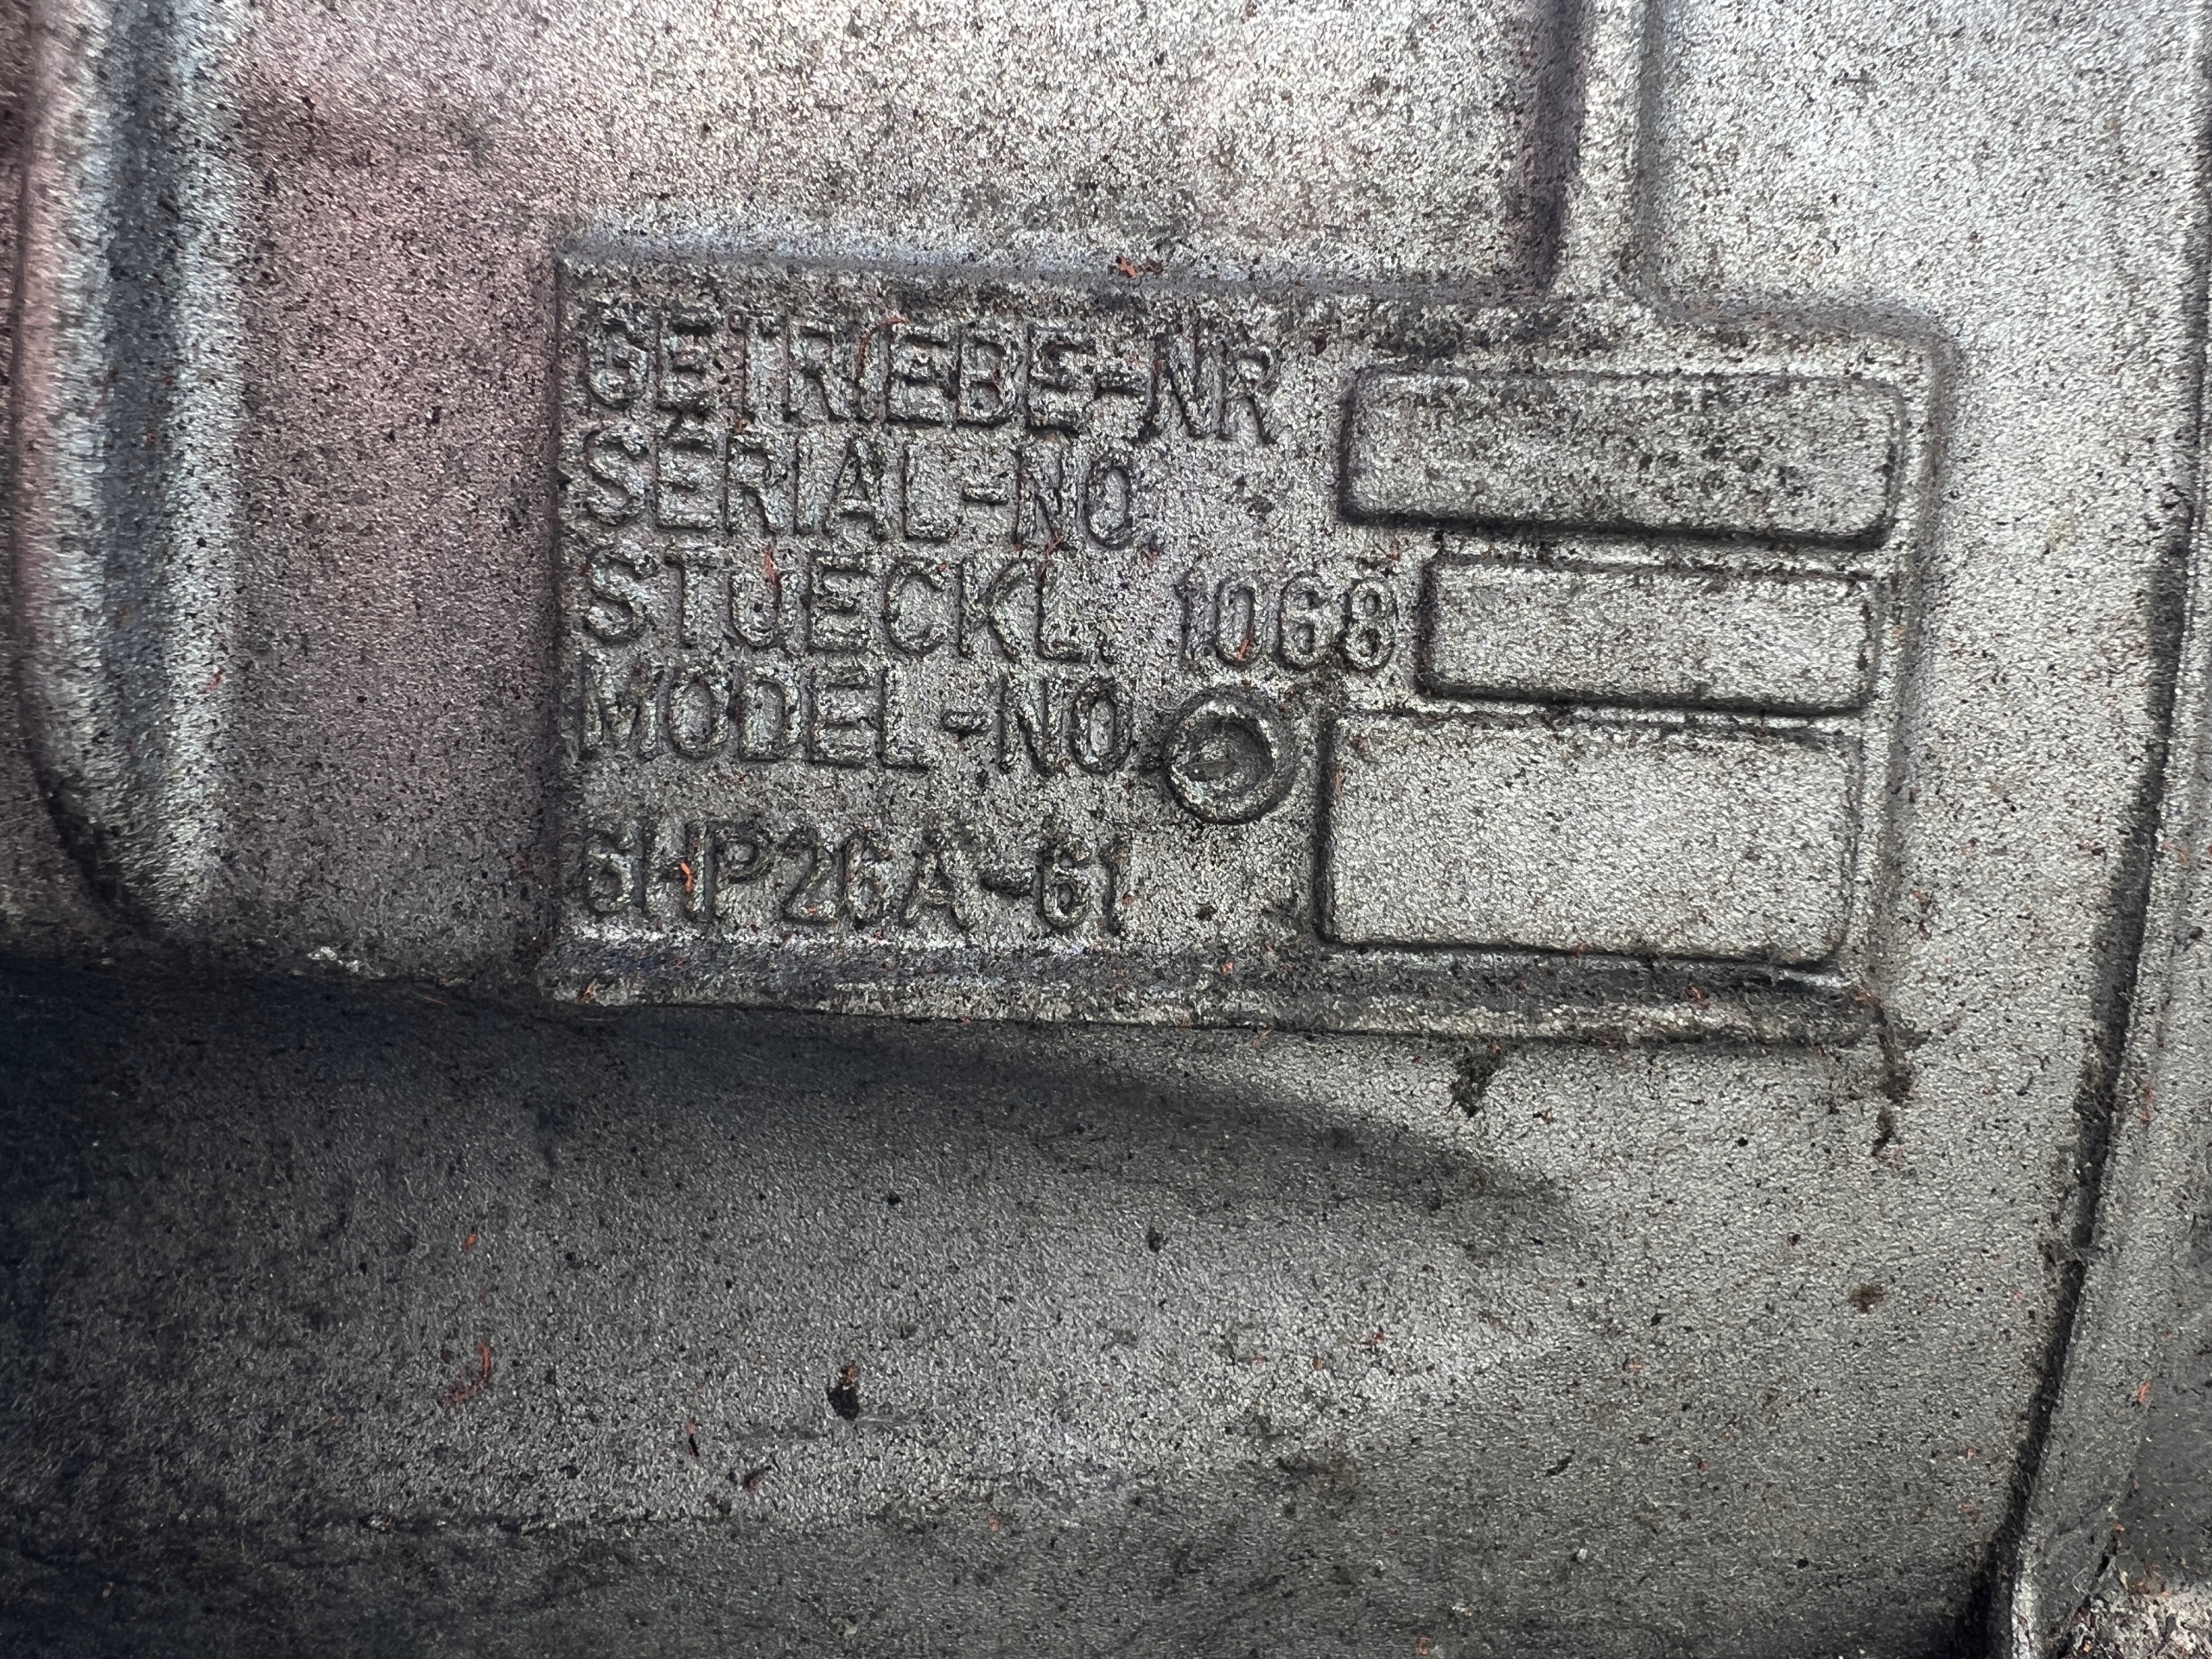 GETRIEBE-NR
SERIAL-NO.
STUECKL. 1068
MODEL-NO.
6HP26A-61